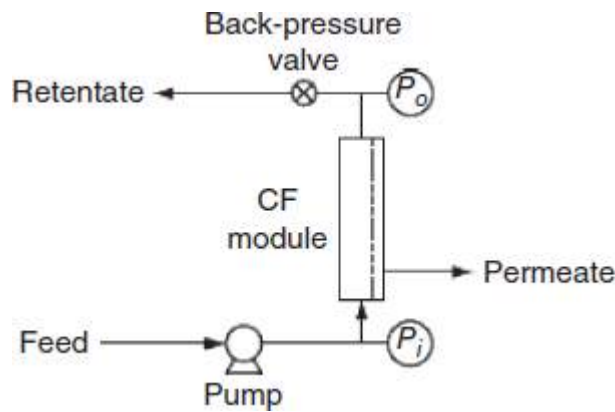 Back-pressure
valve
Retentate
P̄o
CF
module
Permeate
Feed
Pi
Pump